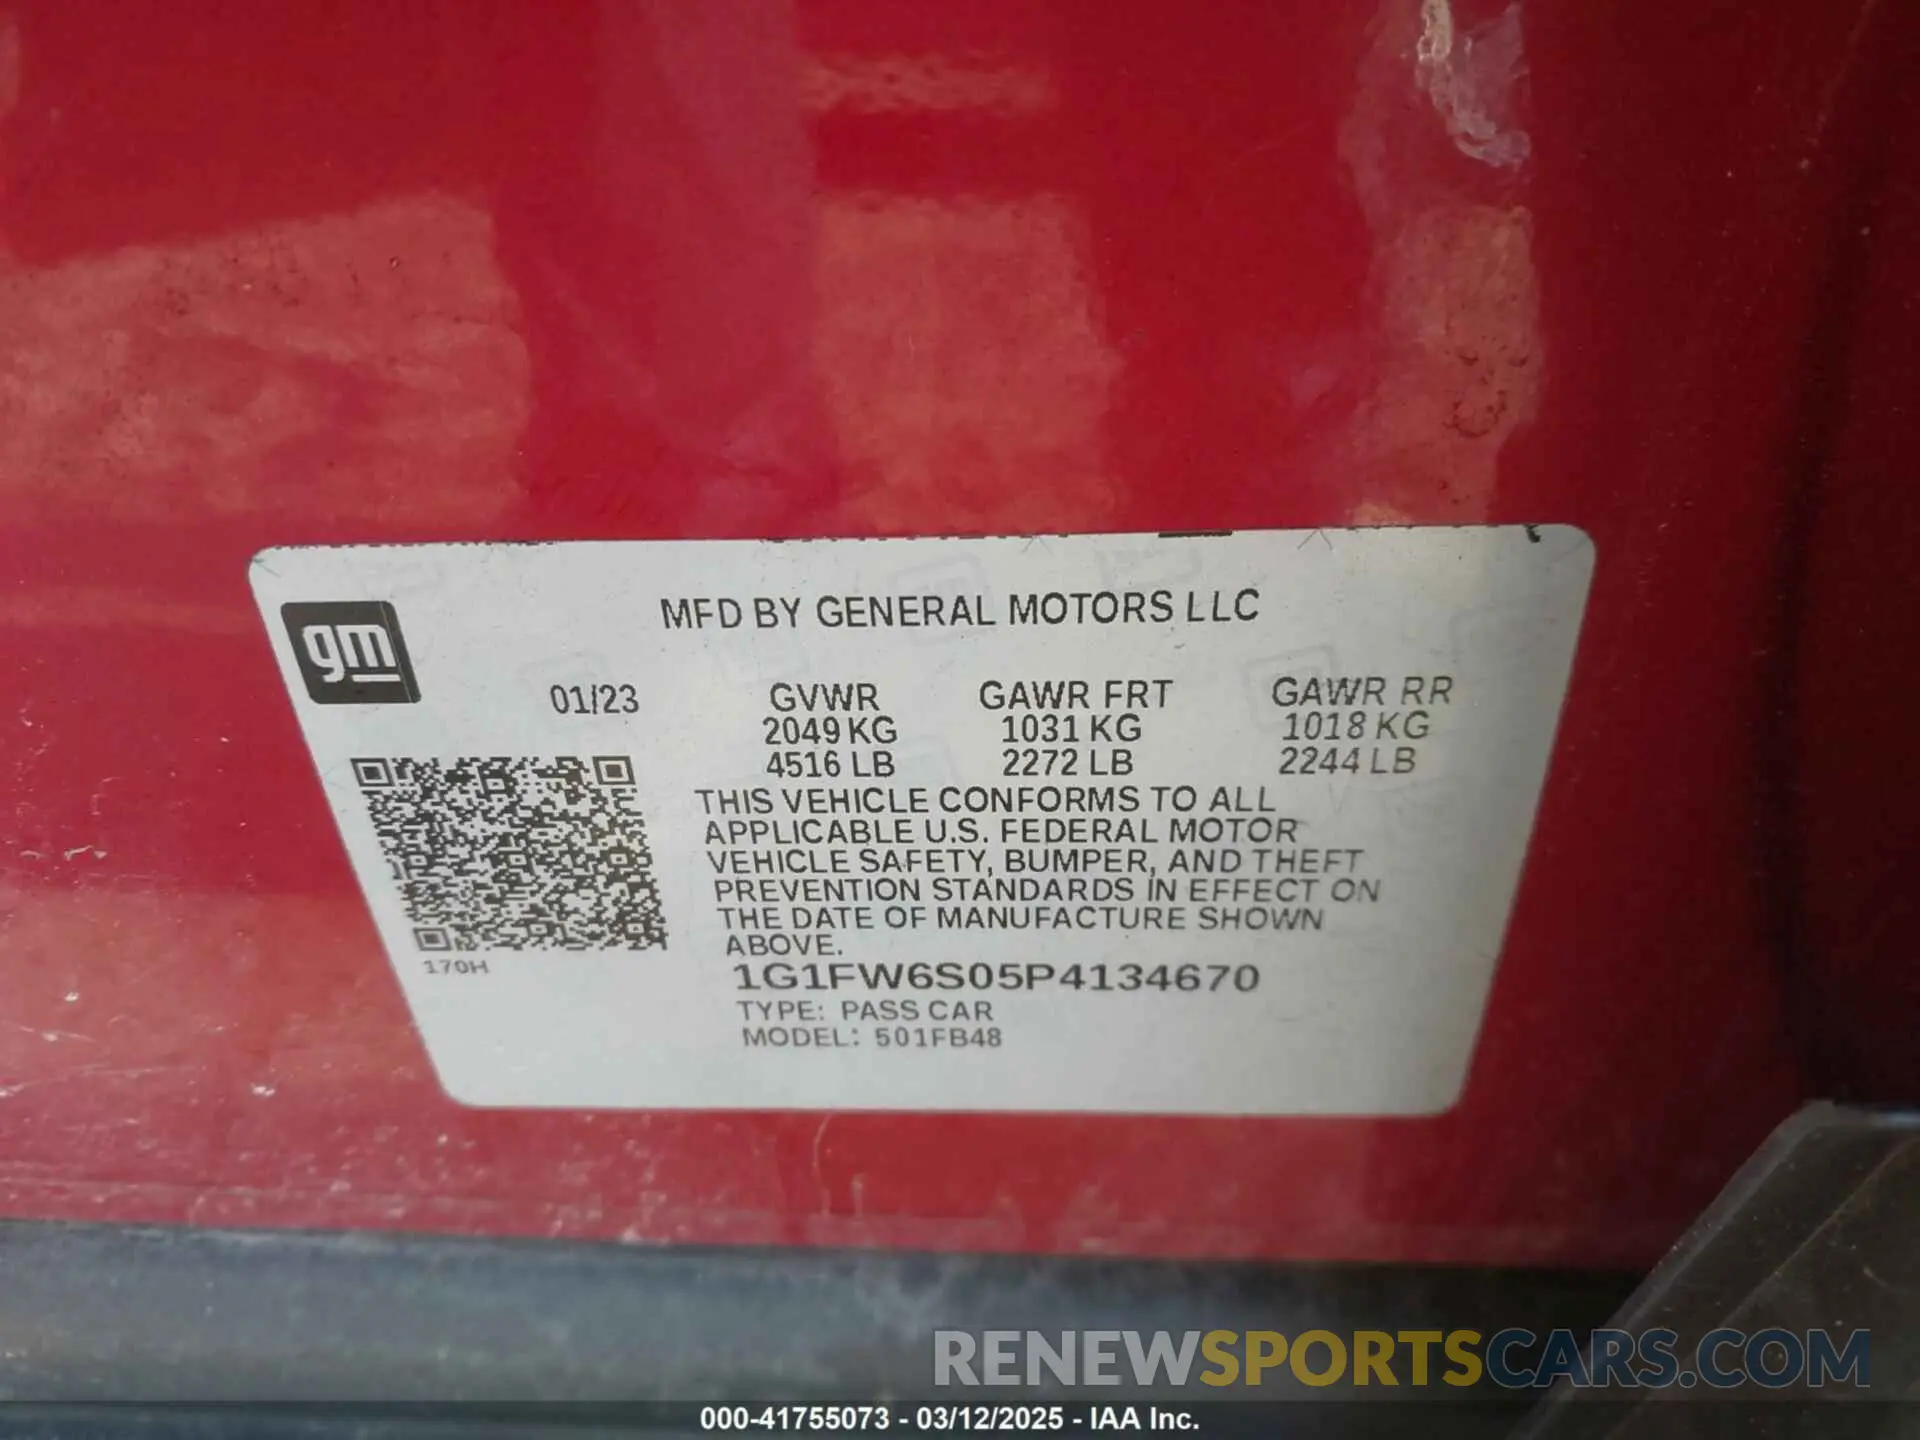 MFD BY GENERAL MOTORS LLC
gm
01/23 GVWR GAWR FRT GAWR RR
2049 KG 1031 KG 1018 KG
4516 LB 2272 LB 2244 LB
THIS VEHICLE CONFORMS TO ALL
APPLICABLE U.S. FEDERAL MOTOR
VEHICLE SAFETY, BUMPER, AND THEFT
PREVENTION STANDARDS IN EFFECT ON
THE DATE OF MANUFACTURE SHOWN
ABOVE.
170H
1G1FW6S05P4134670
TYPE: PASS CAR
MODEL: 501FB48
RENEWSPORTSCARS.COM
000-41755073 - 03/12/2025 - IAA Inc.